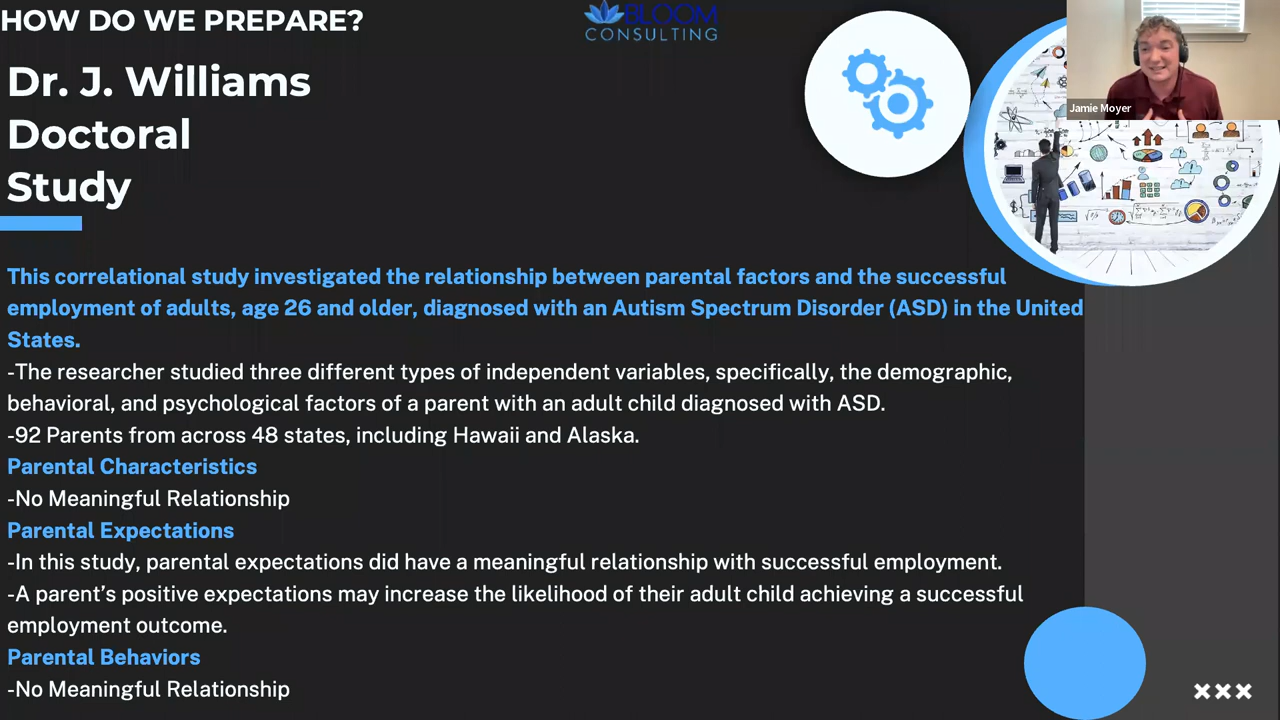 HOW DO WE PREPARE?
BLOOM
CONSULTING
Dr. J. Williams
Doctoral
Study
Jamie Moyer
This correlational study investigated the relationship between parental factors and the successful
employment of adults, age 26 and older, diagnosed with an Autism Spectrum Disorder (ASD) in the United
States.
-The researcher studied three different types of independent variables, specifically, the demographic,
behavioral, and psychological factors of a parent with an adult child diagnosed with ASD.
-92 Parents from across 48 states, including Hawaii and Alaska.
Parental Characteristics
-No Meaningful Relationship
Parental Expectations
-In this study, parental expectations did have a meaningful relationship with successful employment.
-A parent’s positive expectations may increase the likelihood of their adult child achieving a successful
employment outcome.
Parental Behaviors
-No Meaningful Relationship